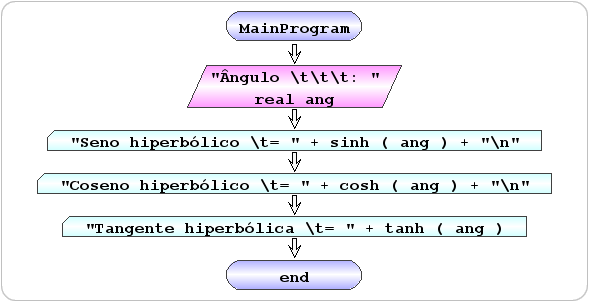 MainProgram
"Ângulo \t\t\t: "
real ang
"Seno hiperbólico \t= " + sinh ( ang ) + "\n"
"Coseno hiperbólico \t= " + cosh ( ang ) + "\n"
"Tangente hiperbólica \t= " + tanh ( ang )
end